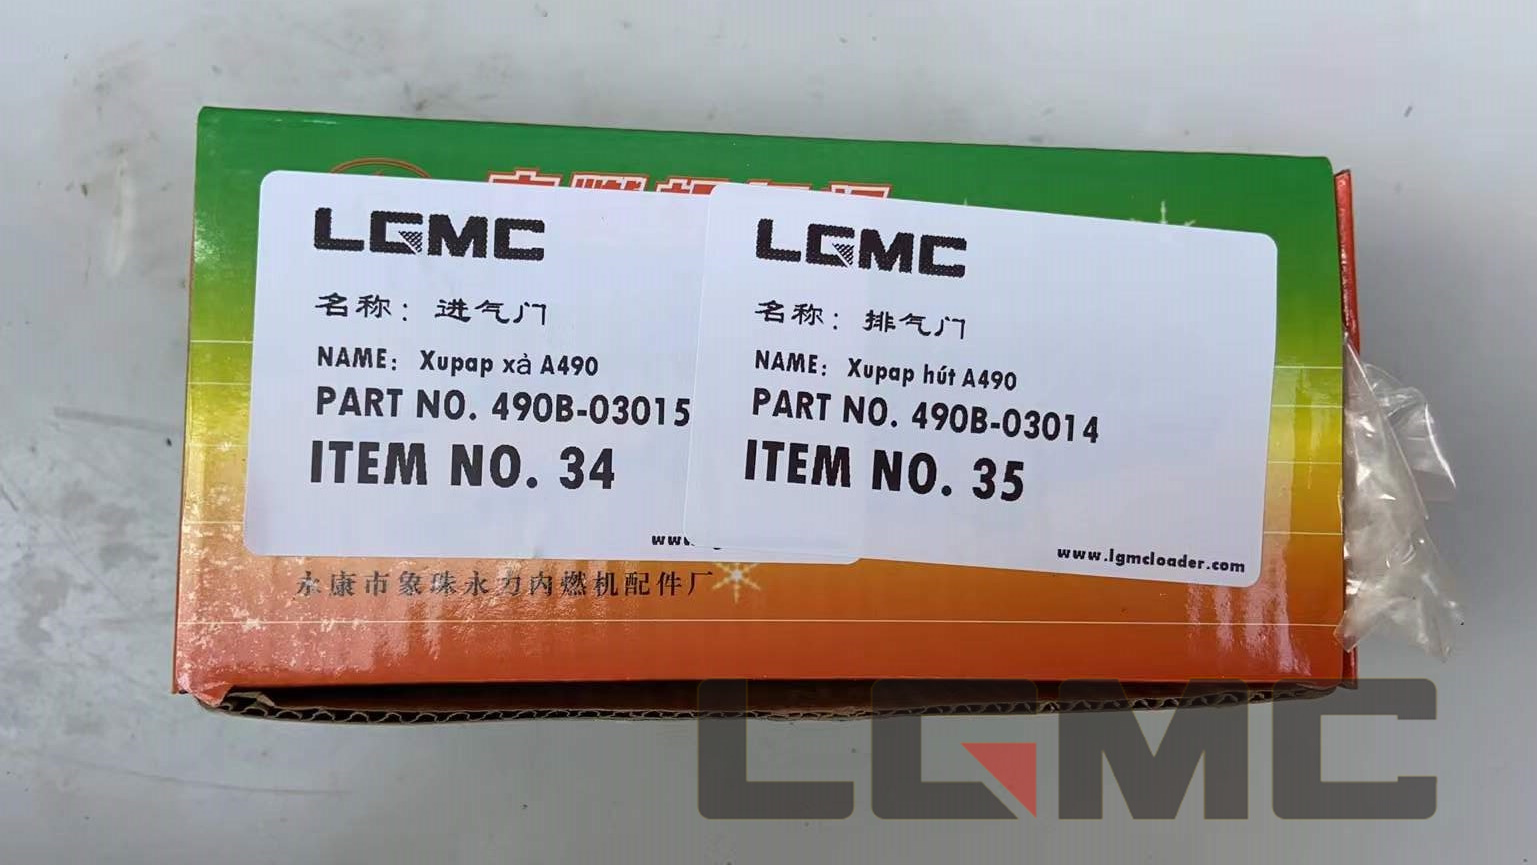 LGMC
名称：进气门
NAME: Xupap xả A490
PART NO. 490B-03015
ITEM NO. 34
LGMC
名称：排气门
NAME: Xupap hút A490
PART NO. 490B-03014
ITEM NO. 35
www.lgmcloader.com
永康市象珠永力内燃机配件厂
LGMC